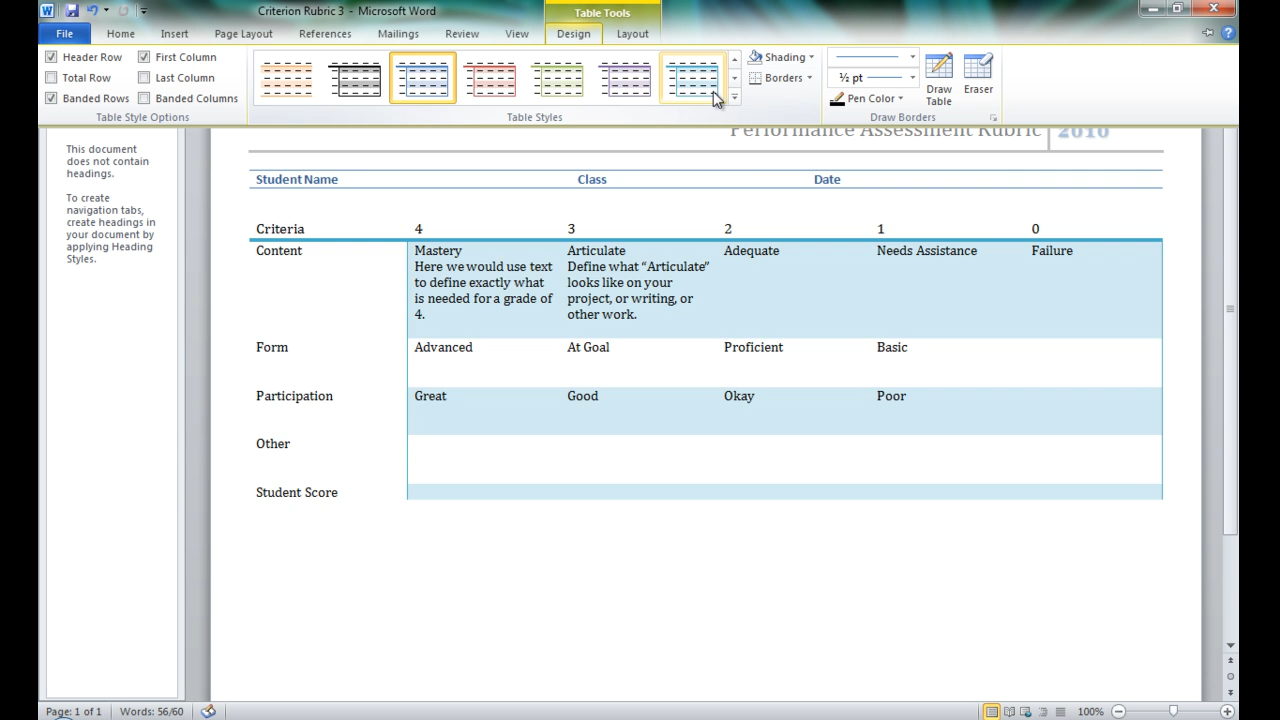 Criterion Rubric 3 - Microsoft Word
Table Tools
File Home Insert Page Layout References Mailings Review View Design Layout
Header Row First Column
Total Row Last Column
Banded Rows Banded Columns
Table Style Options
Table Styles
Shading
Borders
½ pt
Pen Color
Draw Table
Eraser
Draw Borders
This document
does not contain
headings.
To create
navigation tabs,
create headings in
your document by
applying Heading
Styles.
Performance Assessment Rubric 2010
Student Name Class Date
Criteria 4 3 2 1 0
Content Mastery Articulate Adequate Needs Assistance Failure
Here we would use text Define what “Articulate”
to define exactly what looks like on your
is needed for a grade of project, or writing, or
4. other work.
Form Advanced At Goal Proficient Basic
Participation Great Good Okay Poor
Other
Student Score
Page: 1 of 1 Words: 56/60 100%